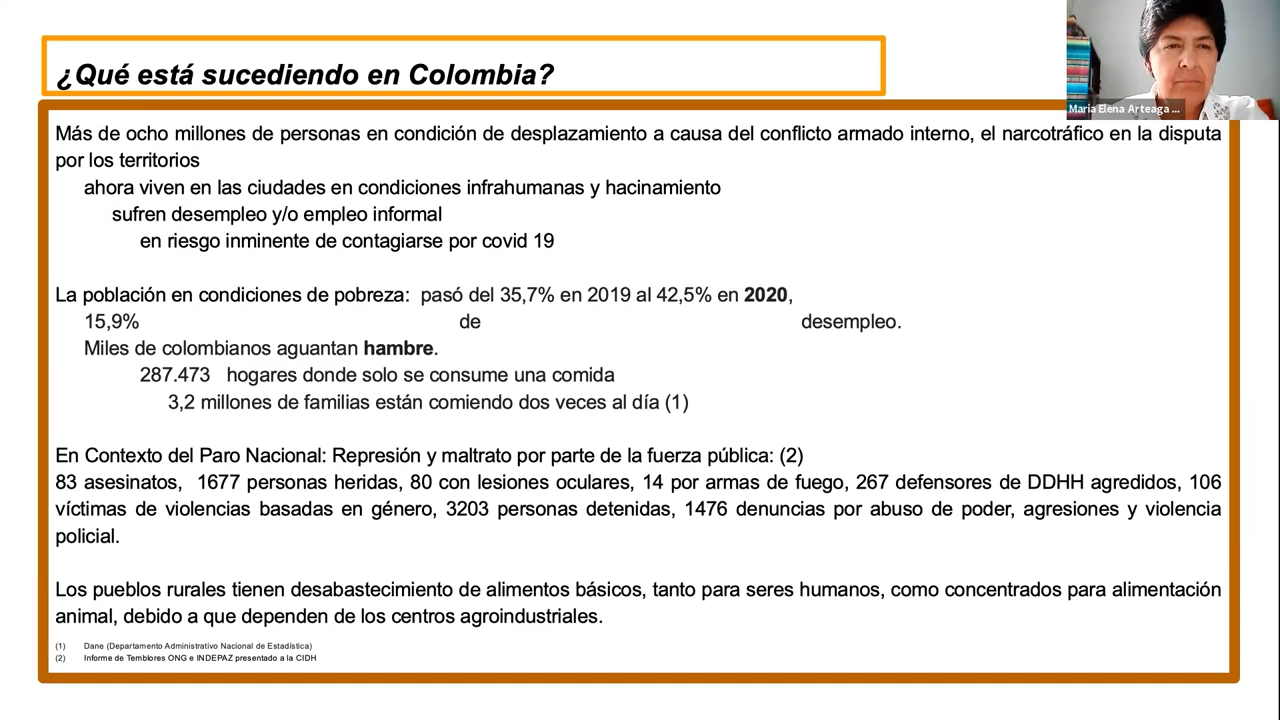 ¿Qué está sucediendo en Colombia?
María Elena Arteaga ...
Más de ocho millones de personas en condición de desplazamiento a causa del conflicto armado interno, el narcotráfico en la disputa
por los territorios
ahora viven en las ciudades en condiciones infrahumanas y hacinamiento
sufren desempleo y/o empleo informal
en riesgo inminente de contagiarse por covid 19
La población en condiciones de pobreza: pasó del 35,7% en 2019 al 42,5% en 2020,
15,9% de desempleo.
Miles de colombianos aguantan hambre.
287.473 hogares donde solo se consume una comida
3,2 millones de familias están comiendo dos veces al día (1)
En Contexto del Paro Nacional: Represión y maltrato por parte de la fuerza pública: (2)
83 asesinatos, 1677 personas heridas, 80 con lesiones oculares, 14 por armas de fuego, 267 defensores de DDHH agredidos, 106
víctimas de violencias basadas en género, 3203 personas detenidas, 1476 denuncias por abuso de poder, agresiones y violencia
policial.
Los pueblos rurales tienen desabastecimiento de alimentos básicos, tanto para seres humanos, como concentrados para alimentación
animal, debido a que dependen de los centros agroindustriales.
(1) Dane (Departamento Administrativo Nacional de Estadística)
(2) Informe de Temblores ONG e INDEPAZ presentado a la CIDH